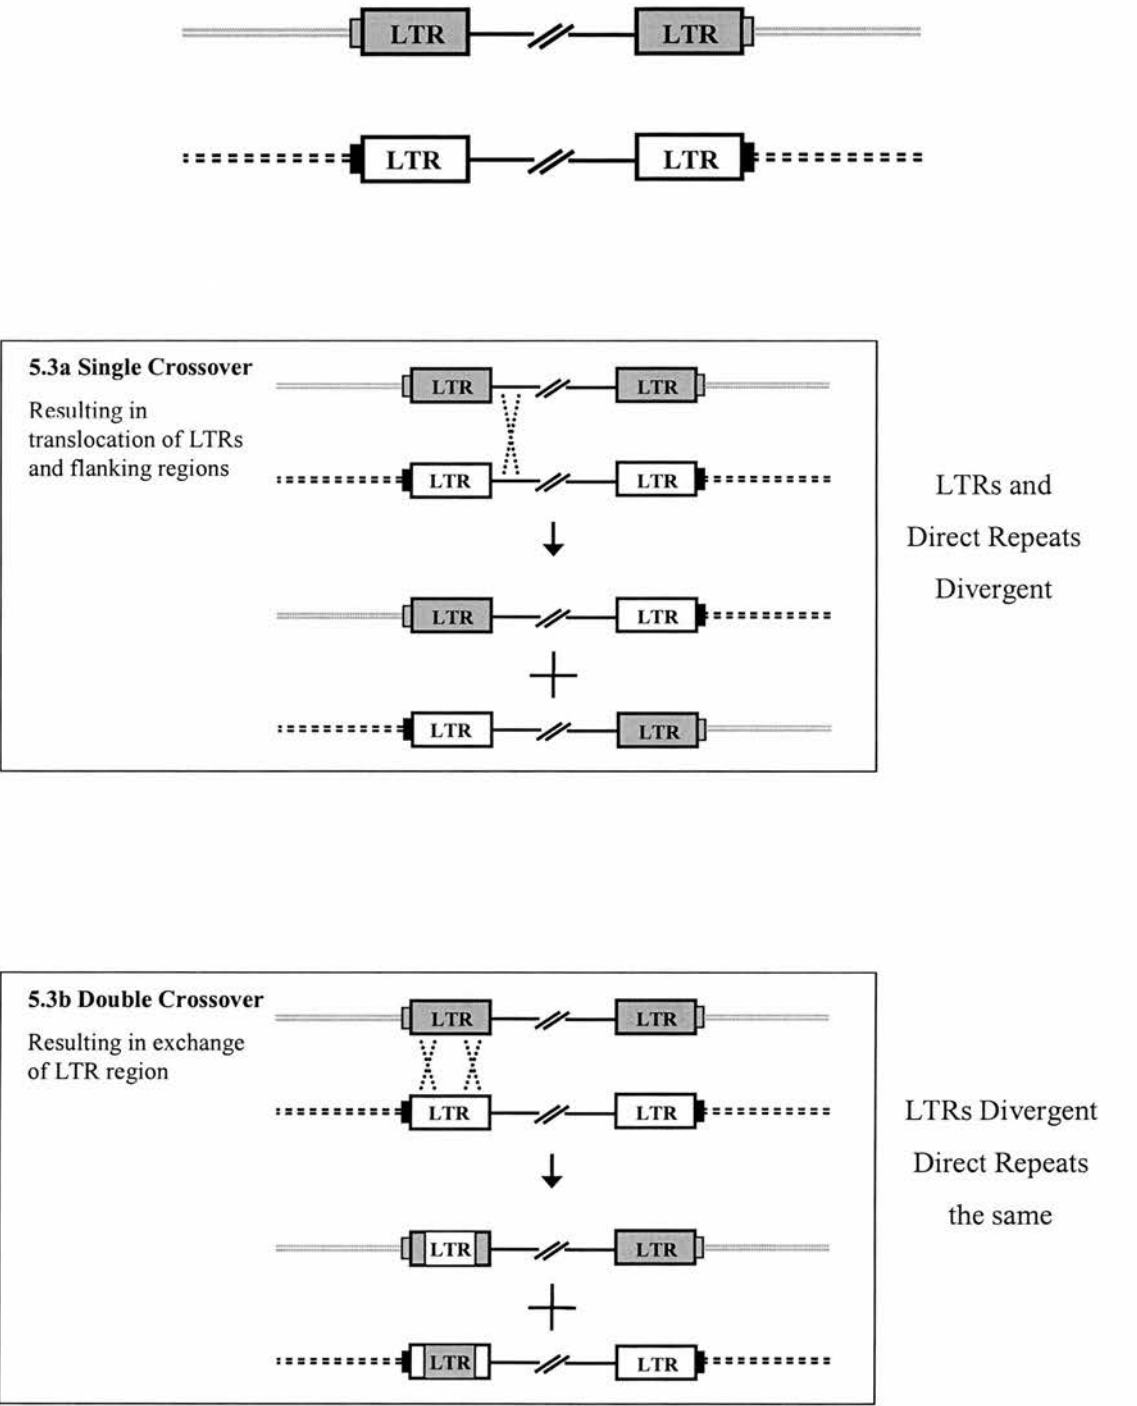 LTR LTR
LTR LTR
5.3a Single Crossover
Resulting in
translocation of LTRs
and flanking regions
LTR LTR
LTR LTR
LTR LTR
LTR LTR
LTRs and
Direct Repeats
Divergent
5.3b Double Crossover
Resulting in exchange
of LTR region
LTR LTR
LTR LTR
LTR LTR
LTR LTR
LTRs Divergent
Direct Repeats
the same